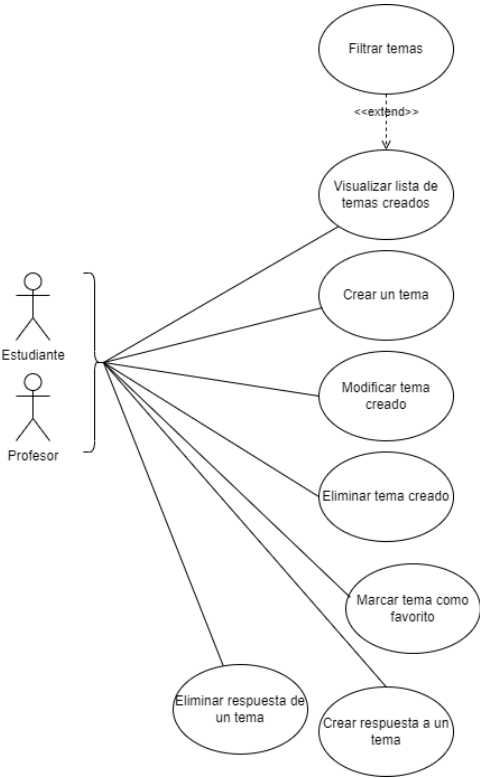 Filtrar temas
<<extend>>
Visualizar lista de
temas creados
Crear un tema
Estudiante
Modificar tema
creado
Profesor
Eliminar tema creado
Marcar tema como
favorito
Eliminar respuesta de
un tema
Crear respuesta a un
tema